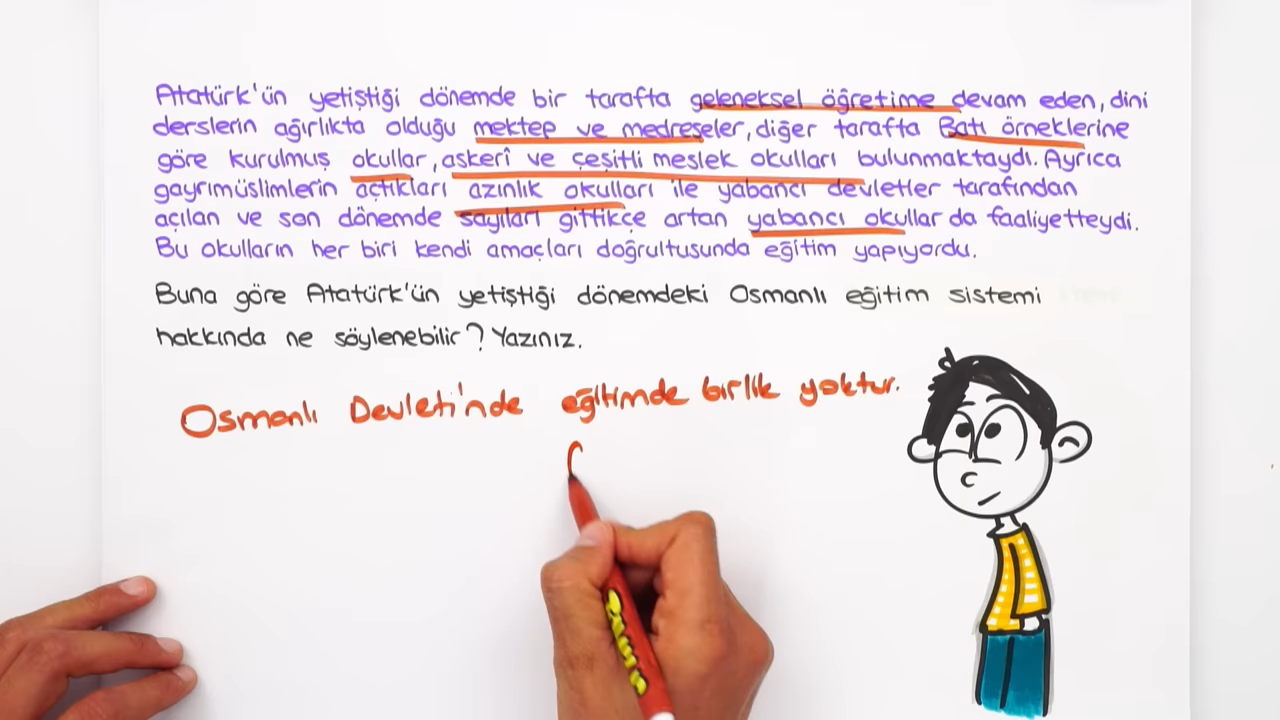 Atatürk'ün yetiştiği dönemde bir tarafta geleneksel öğretime devam eden, dini
derslerin ağırlıkta olduğu mektep ve medreseler, diğer tarafta Batı örneklerine
göre kurulmuş okullar, askerî ve çeşitli meslek okulları bulunmaktaydı. Ayrıca
gayrımüslimlerin açtıkları azınlık okulları ile yabancı devletler tarafından
açılan ve son dönemde sayıları gittikçe artan yabancı okullar da faaliyetteydi.
Bu okulların her biri kendi amaçları doğrultusunda eğitim yapıyordu.
Buna göre Atatürk'ün yetiştiği dönemdeki Osmanlı eğitim sistemi
hakkında ne söylenebilir? Yazınız.
Osmanlı Devleti'nde eğitimde birlik yoktur.